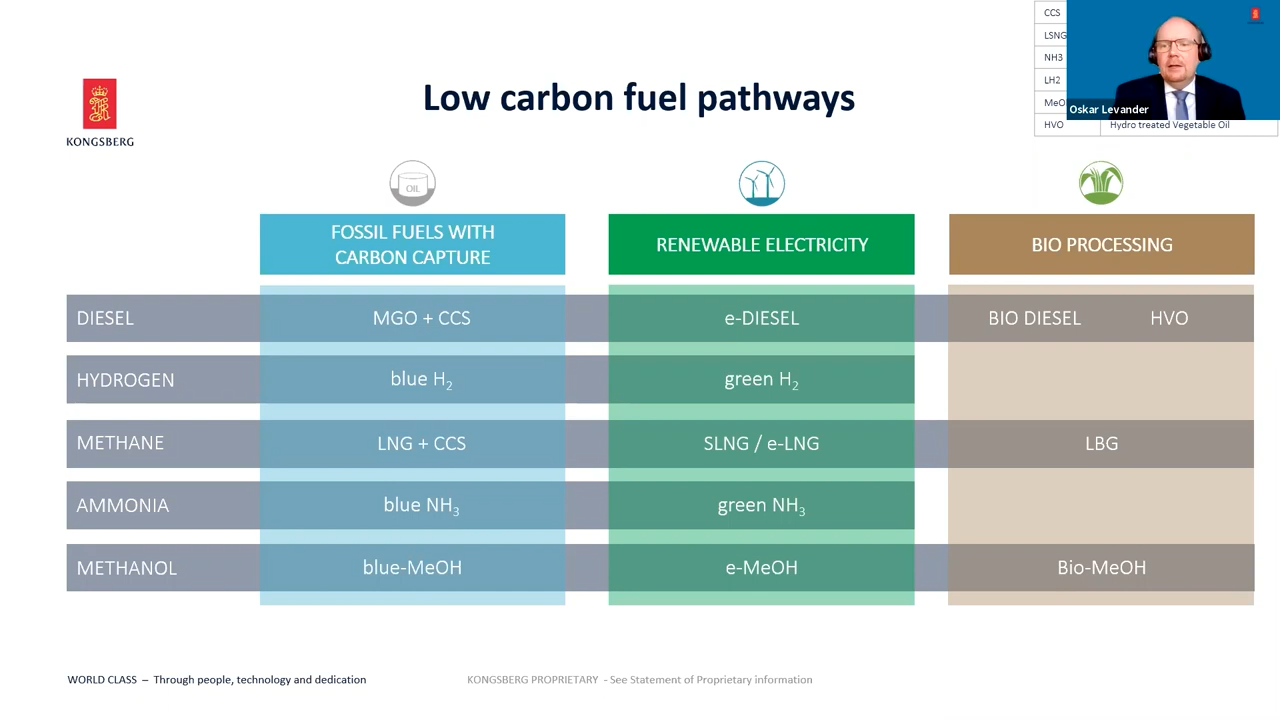 CCS
LSNG
NH3
LH2
MeO
HVO Hydro treated Vegetable Oil
Oskar Levander
KONGSBERG
Low carbon fuel pathways
OIL
FOSSIL FUELS WITH
CARBON CAPTURE
RENEWABLE ELECTRICITY
BIO PROCESSING
DIESEL MGO + CCS e-DIESEL BIO DIESEL HVO
HYDROGEN blue H₂ green H₂
METHANE LNG + CCS SLNG / e-LNG LBG
AMMONIA blue NH₃ green NH₃
METHANOL blue-MeOH e-MeOH Bio-MeOH
WORLD CLASS – Through people, technology and dedication
KONGSBERG PROPRIETARY - See Statement of Proprietary information